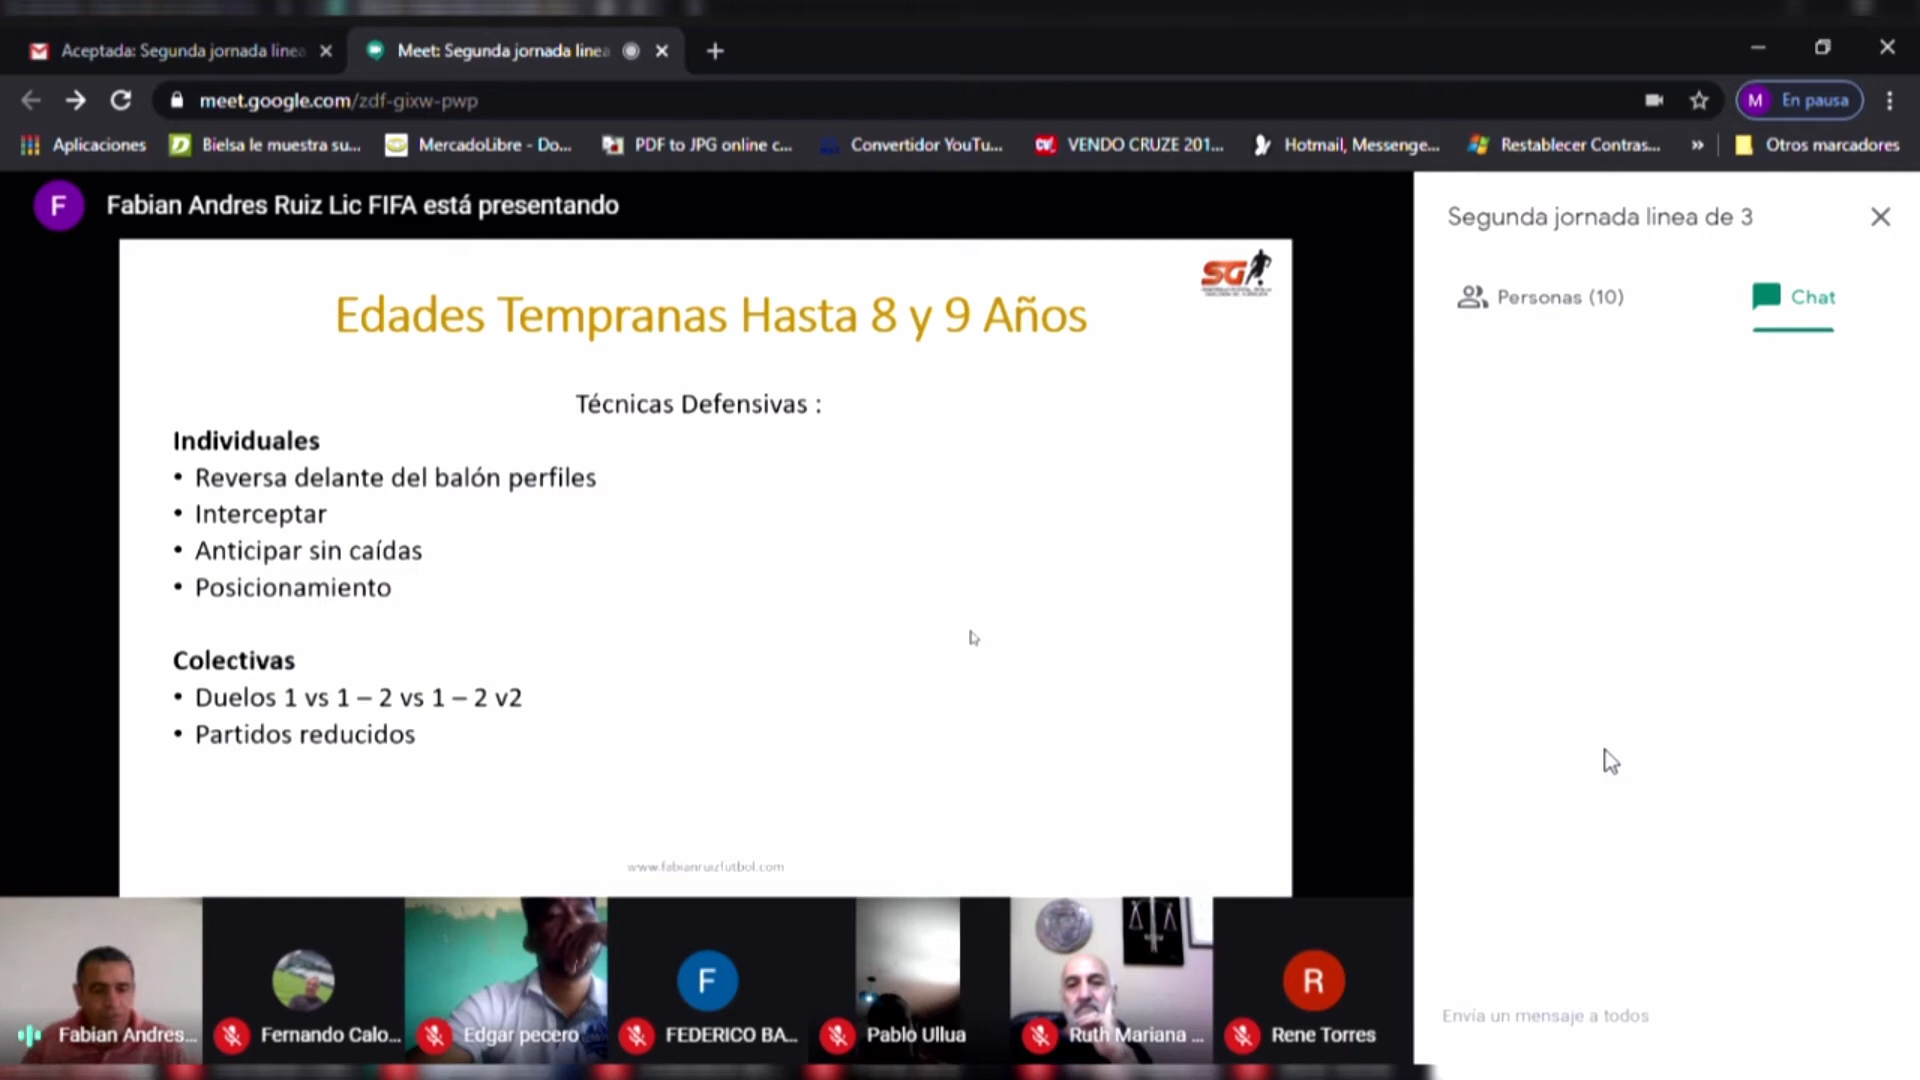 Aceptada: Segunda jornada linea
Meet: Segunda jornada linea
meet.google.com/zdf-gixw-pwp
M
En pausa
Aplicaciones
Bielsa le muestra su...
MercadoLibre - Do...
PDF to JPG online c...
Convertidor YouTu...
VENDO CRUZE 201...
Hotmail, Messenge...
Restablecer Contras...
»
Otros marcadores
F
Fabian Andres Ruiz Lic FIFA está presentando
Segunda jornada linea de 3
Personas (10)
Chat
SG
Edades Tempranas Hasta 8 y 9 Años
Técnicas Defensivas :
Individuales
• Reversa delante del balón perfiles
• Interceptar
• Anticipar sin caídas
• Posicionamiento
Colectivas
• Duelos 1 vs 1 – 2 vs 1 – 2 v2
• Partidos reducidos
www.fabianruizfutbol.com
Envía un mensaje a todos
F
R
Fabian Andres...
Fernando Calo...
Edgar pecero
FEDERICO BA...
Pablo Ullua
Ruth Mariana ...
Rene Torres